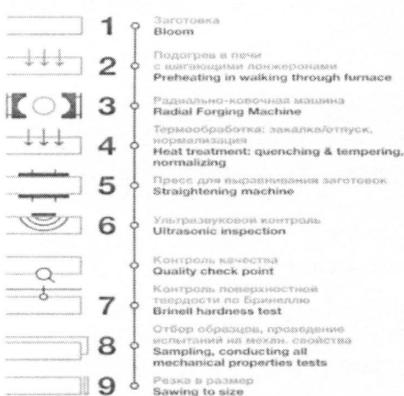 1
Заготовка
Bloom
2
Подогрев в печи
с шагающими лонжеронами
Preheating in walking through furnace
3
Радиально-ковочная машина
Radial Forging Machine
4
Термообработка: закалка/отпуск,
нормализация
Heat treatment: quenching & tempering,
normalizing
5
Пресс для выравнивания заготовок
Straightening machine
6
Ультразвуковой контроль
Ultrasonic inspection
Контроль качества
Quality check point
7
Контроль поверхностной
твердости по Бринеллю
Brinell hardness test
8
Отбор образцов, проведение
испытаний на механ. свойства
Sampling, conducting all
mechanical properties tests
9
Резка в размер
Sawing to size